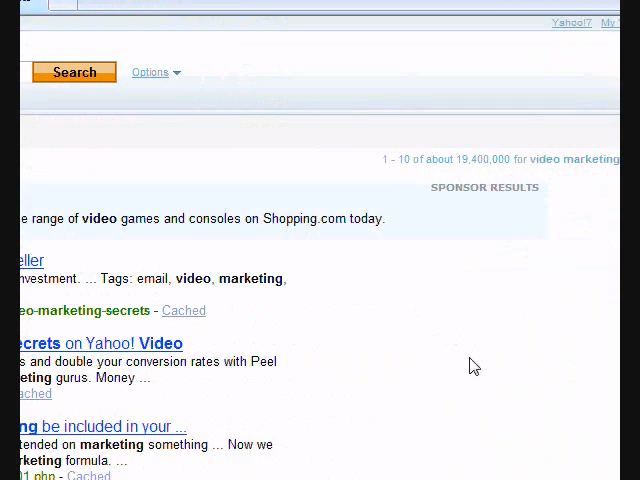 Yahoo!7 My
Search Options
1 - 10 of about 19,400,000 for video marketing
SPONSOR RESULTS
e range of video games and consoles on Shopping.com today.
eller
nvestment. ... Tags: email, video, marketing,
eo-marketing-secrets - Cached
ecrets on Yahoo! Video
s and double your conversion rates with Peel
eting gurus. Money ...
ached
ng be included in your ...
tended on marketing something ... Now we
rketing formula. ...
01.php - Cached